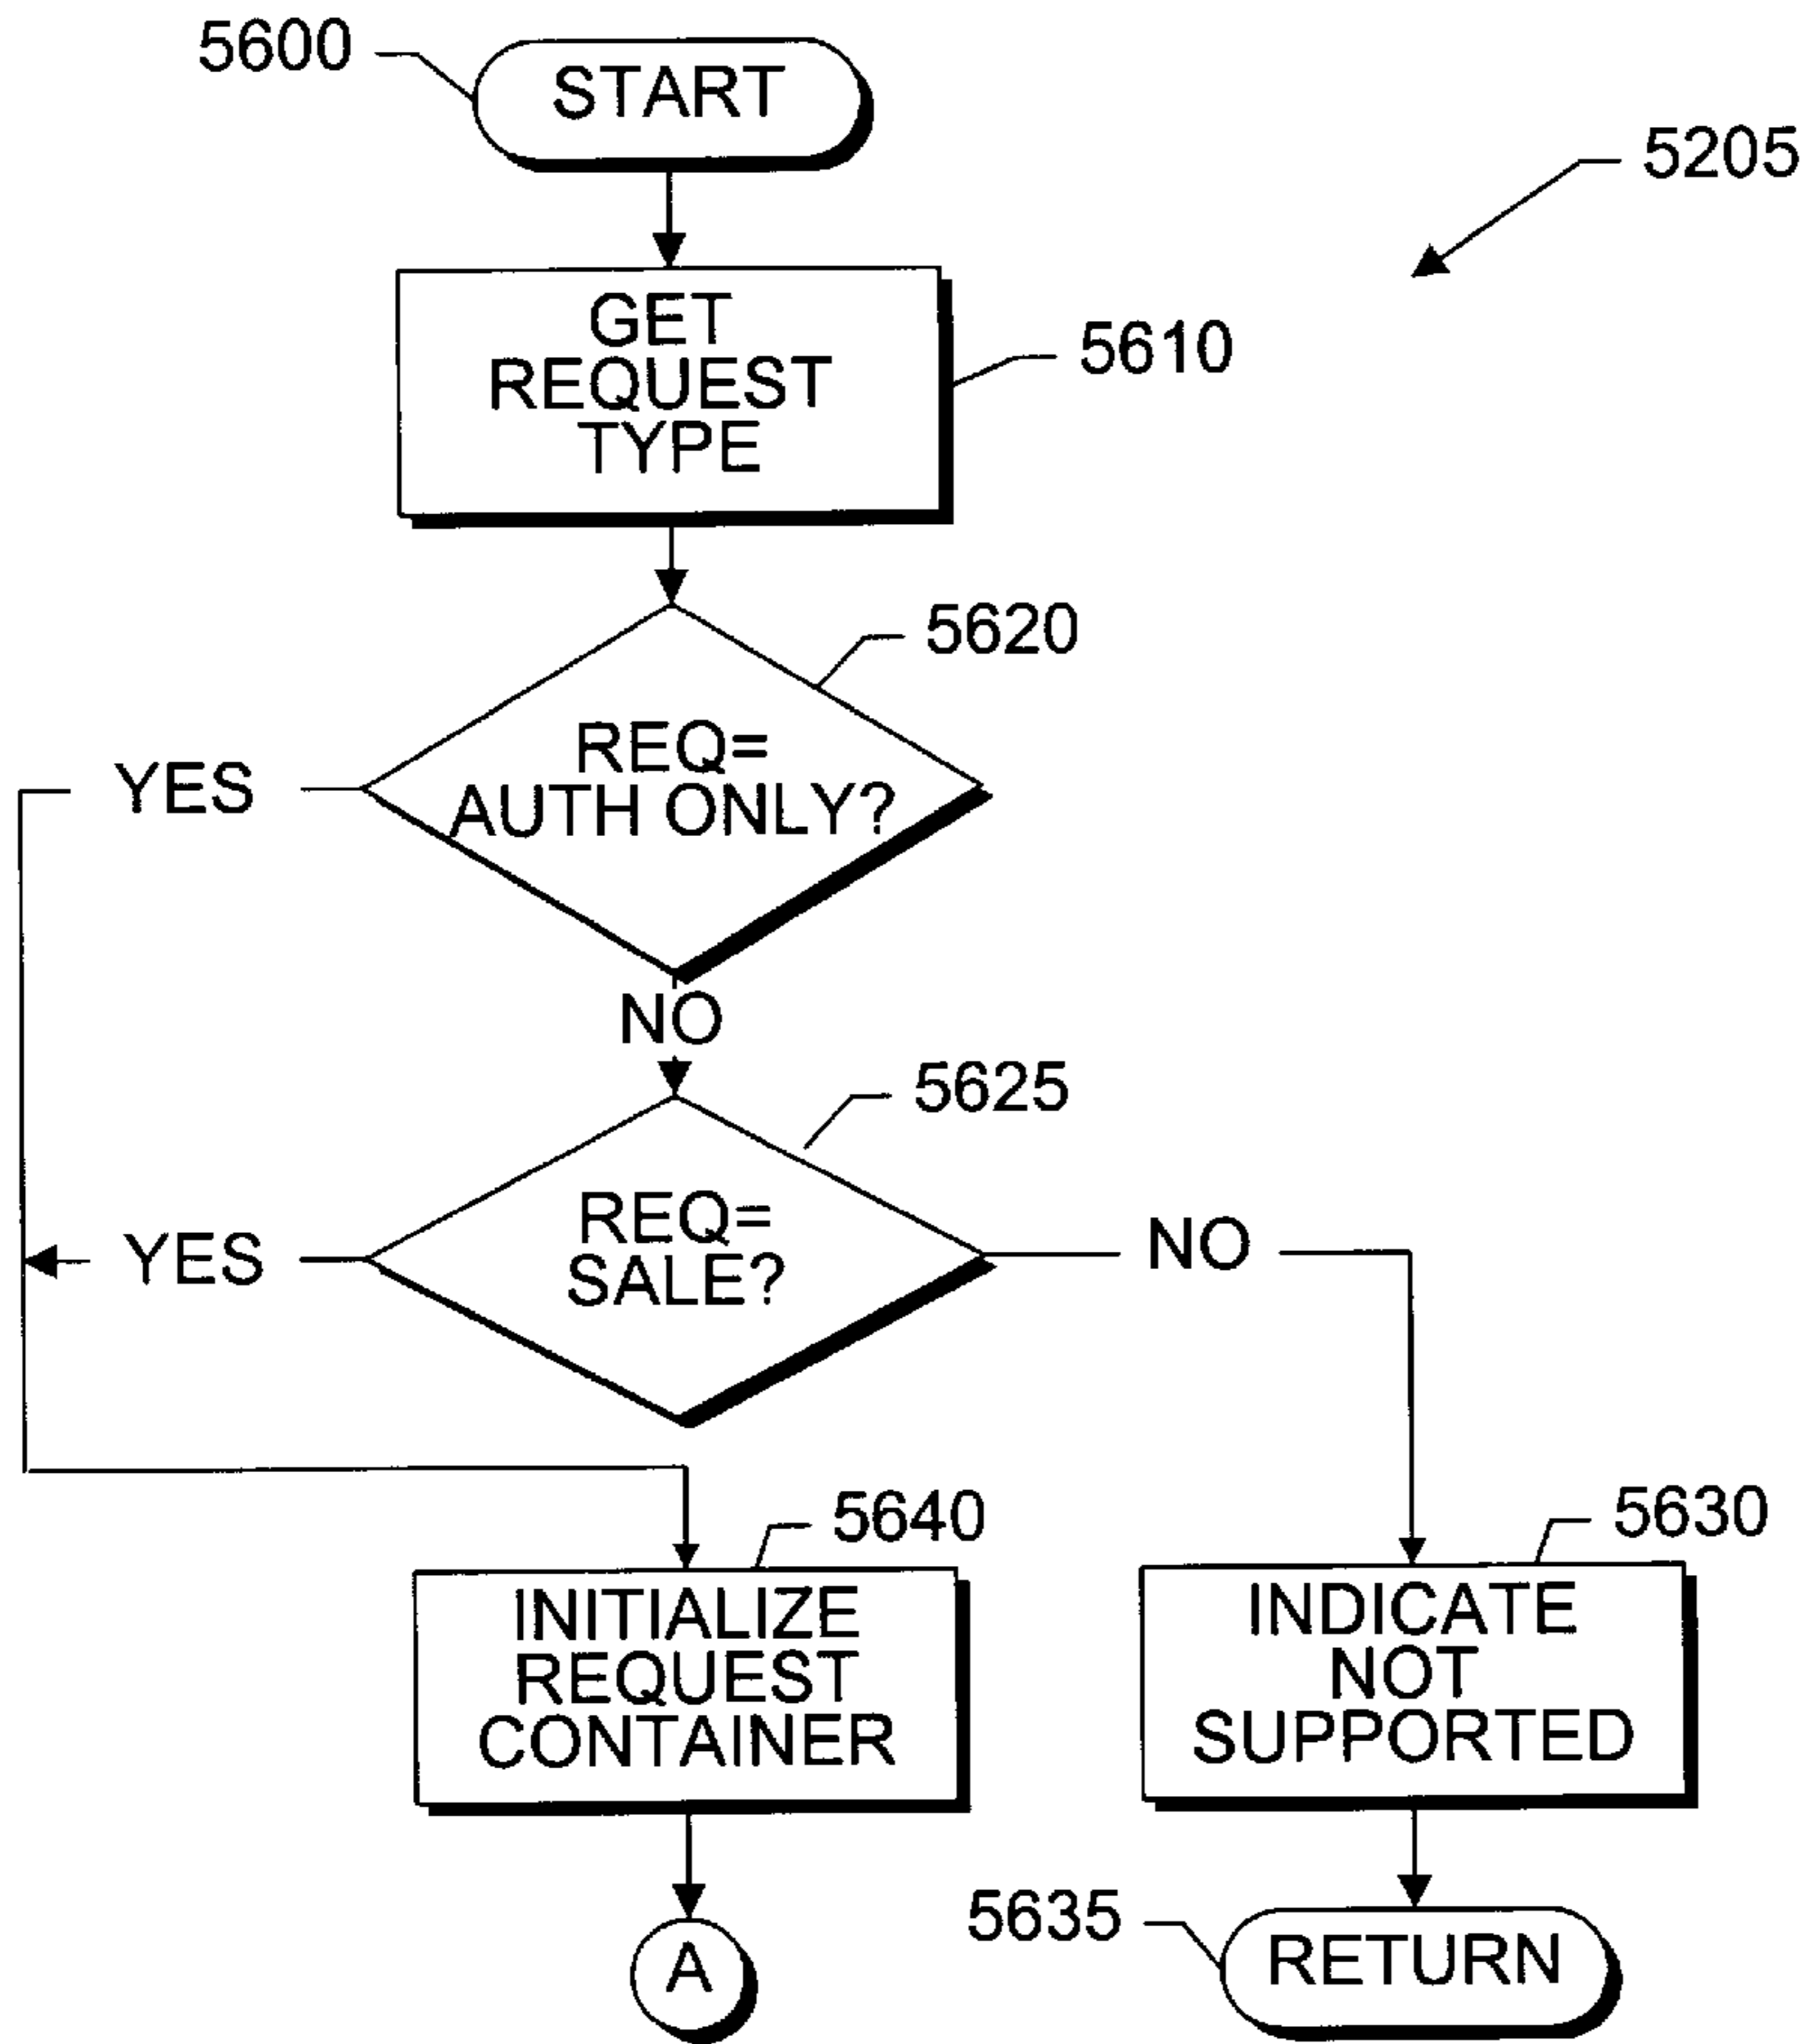 5600
START
5205
GET
REQUEST
TYPE
5610
5620
REQ=
AUTH ONLY?
YES
NO
5625
REQ=
SALE?
YES
NO
5640
INITIALIZE
REQUEST
CONTAINER
5630
INDICATE
NOT
SUPPORTED
A
5635
RETURN